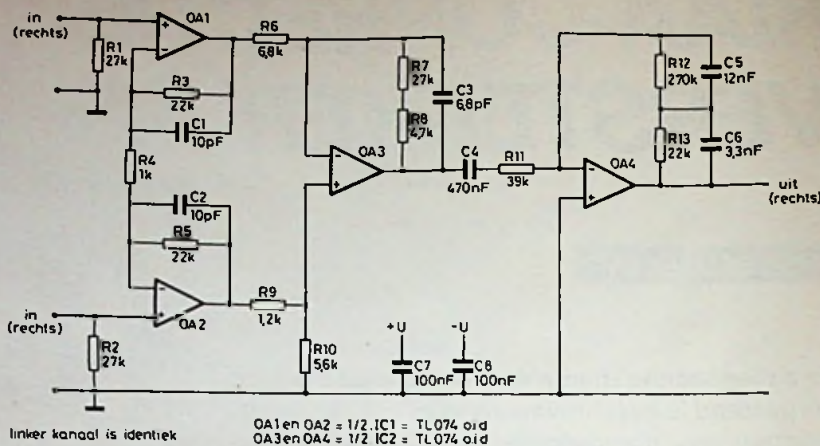 in
(rechts)
R1
27k
OA1
R6
6,8k
R3
22k
C1
10pF
R4
1k
C2
10pF
R5
22k
OA2
in
(rechts)
R2
27k
R9
1,2k
R10
5,6k
R7
27k
R8
4,7k
C3
6,8pF
OA3
C4
470nF
R11
39k
OA4
R12
270k
C5
12nF
R13
22k
C6
3,3nF
uit
(rechts)
+U
-U
C7
100nF
C8
100nF
linker kanaal is identiek
OA1 en OA2 = 1/2 IC1 = TL074 o.i.d
OA3 en OA4 = 1/2 IC2 = TL074 o.i.d